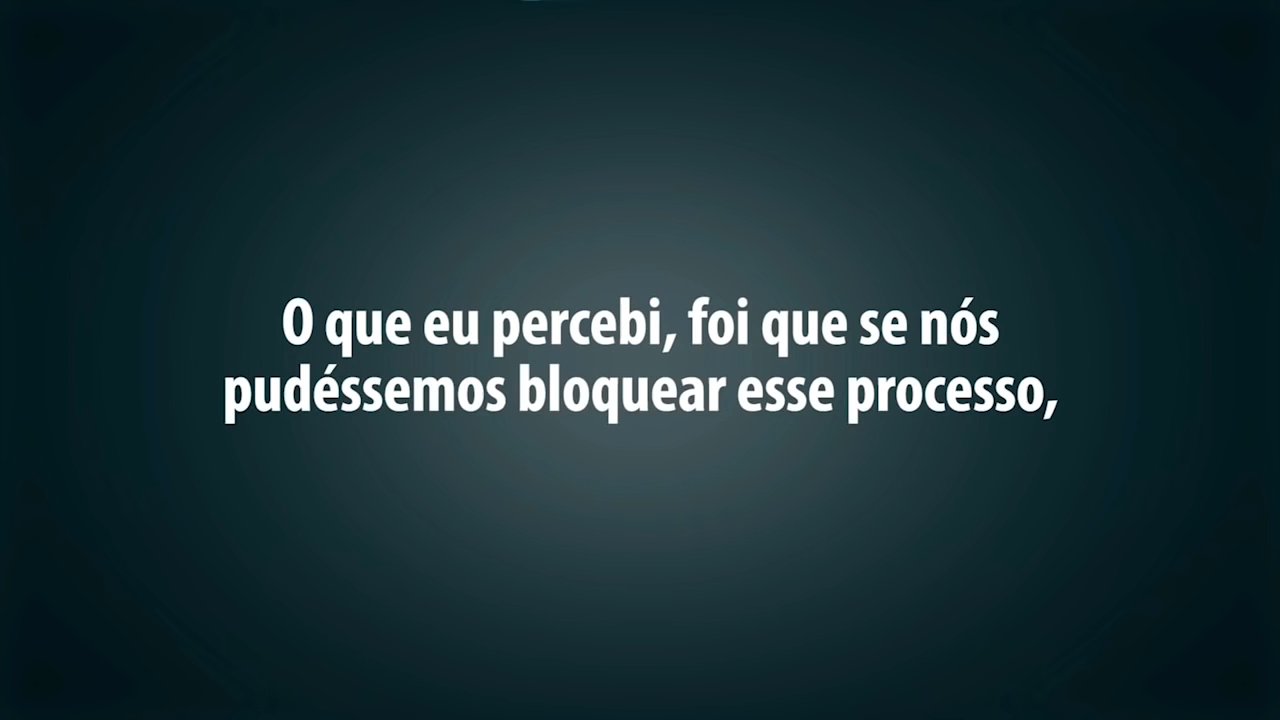 O que eu percebi, foi que se nós
pudéssemos bloquear esse processo,